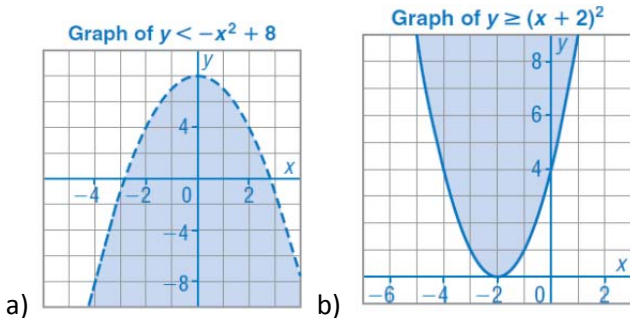 Graph of y < −x² + 8
y
4
x
−4 −2 0 2
−4
−8
a)
Graph of y ≥ (x + 2)²
y
8
6
4
x
−6 −4 −2 0 2
b)